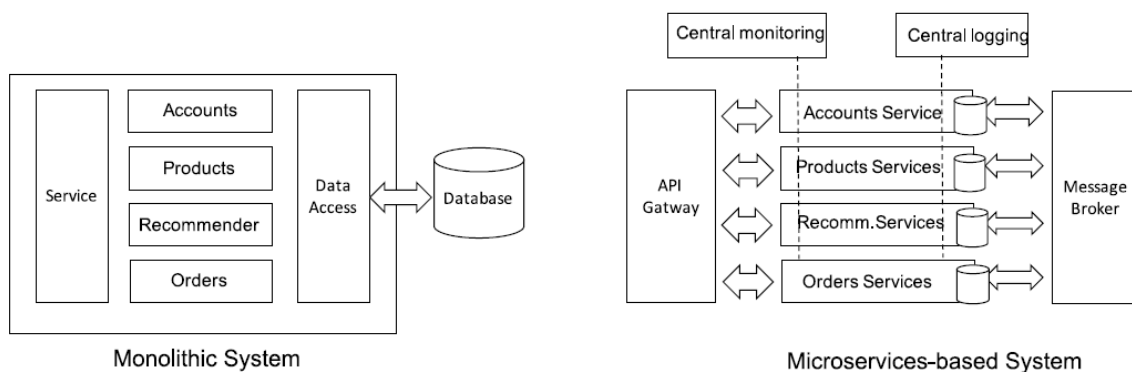 Accounts
Products
Recommender
Orders
Service
Data
Access
Database
Monolithic System
Central monitoring
Central logging
API
Gatway
Accounts Service
Products Services
Recomm.Services
Orders Services
Message
Broker
Microservices-based System